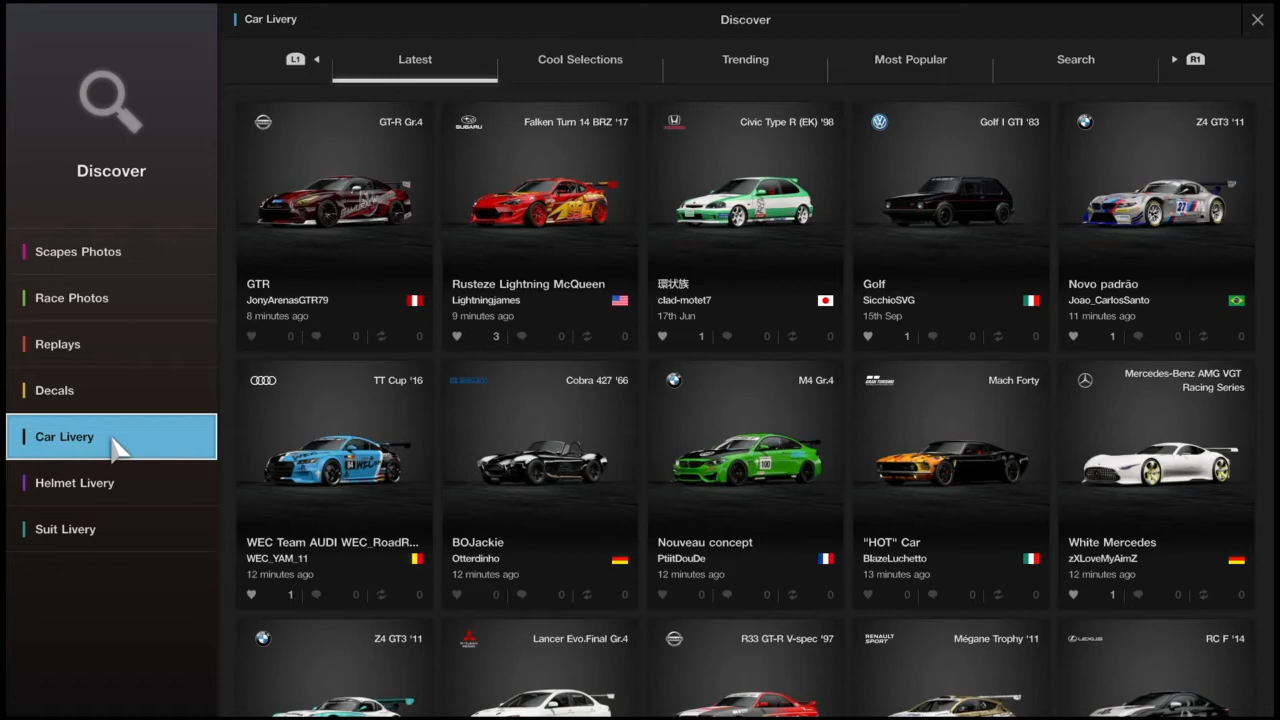 Car Livery
Discover
L1
Latest
Cool Selections
Trending
Most Popular
Search
R1
Discover
Scapes Photos
Race Photos
Replays
Decals
Car Livery
Helmet Livery
Suit Livery
GT-R Gr.4
GTR
JonyArenasGTR79
8 minutes ago
0 0 0
SUBARU
Falken Turn 14 BRZ '17
Rusteze Lightning McQueen
Lightningjames
9 minutes ago
3 0 0
Civic Type R (EK) '98
環状族
clad-motet7
17th Jun
1 0 0
Golf I GTI '83
Golf
SicchioSVG
15th Sep
1 0 0
Z4 GT3 '11
27
Novo padrão
Joao_CarlosSanto
11 minutes ago
1 0 0
TT Cup '16
WEC Team AUDI WEC_RoadR...
WEC_YAM_11
12 minutes ago
1 0 0
Cobra 427 '66
BOJackie
Otterdinho
12 minutes ago
0 0 0
M4 Gr.4
100
Nouveau concept
PtiitDouDe
12 minutes ago
0 0 0
GRAN TURISMO
Mach Forty
"HOT" Car
BlazeLuchetto
13 minutes ago
0 0 0
Mercedes-Benz AMG VGT
Racing Series
White Mercedes
zXLoveMyAimZ
12 minutes ago
1 0 0
Z4 GT3 '11
Lancer Evo.Final Gr.4
R33 GT-R V-spec '97
RENAULT
SPORT
Mégane Trophy '11
LEXUS
RC F '14